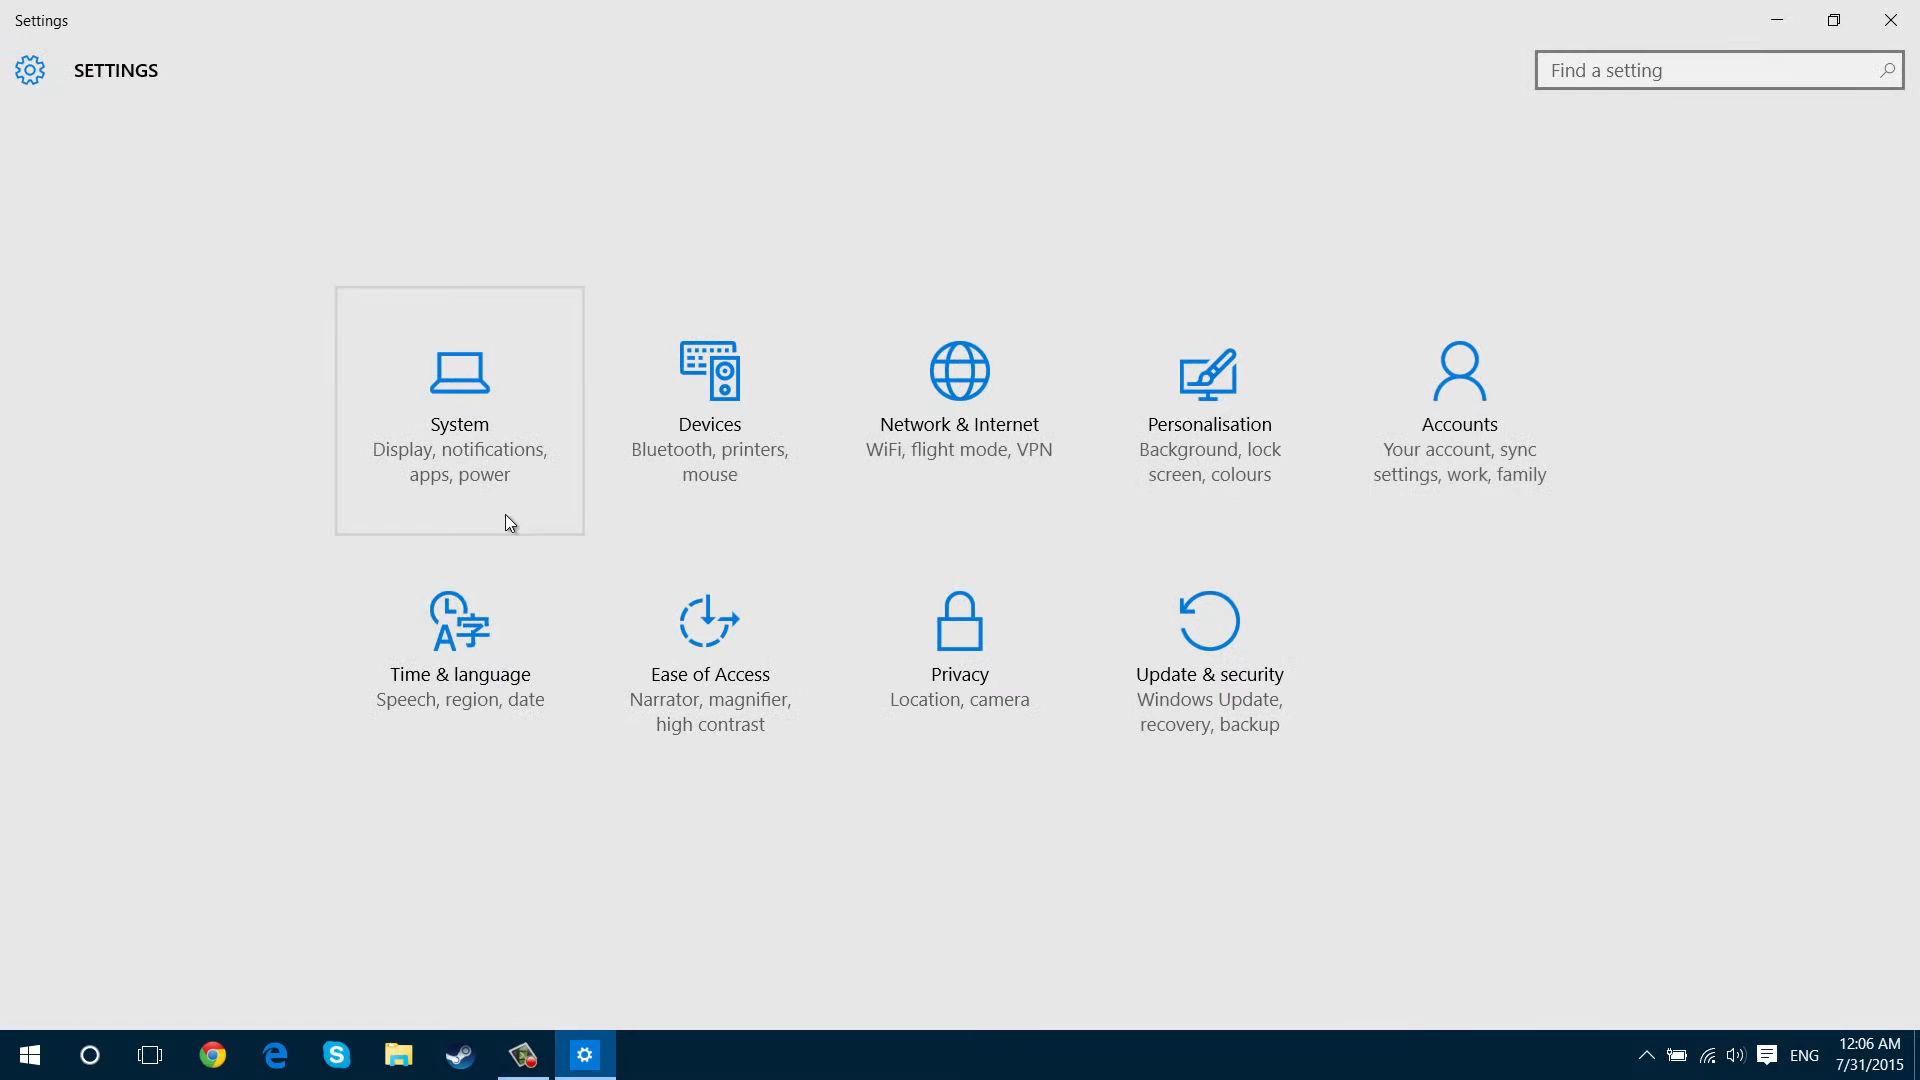 Settings
SETTINGS
Find a setting
System
Display, notifications,
apps, power
Devices
Bluetooth, printers,
mouse
Network & Internet
WiFi, flight mode, VPN
Personalisation
Background, lock
screen, colours
Accounts
Your account, sync
settings, work, family
Time & language
Speech, region, date
Ease of Access
Narrator, magnifier,
high contrast
Privacy
Location, camera
Update & security
Windows Update,
recovery, backup
ENG
12:06 AM
7/31/2015